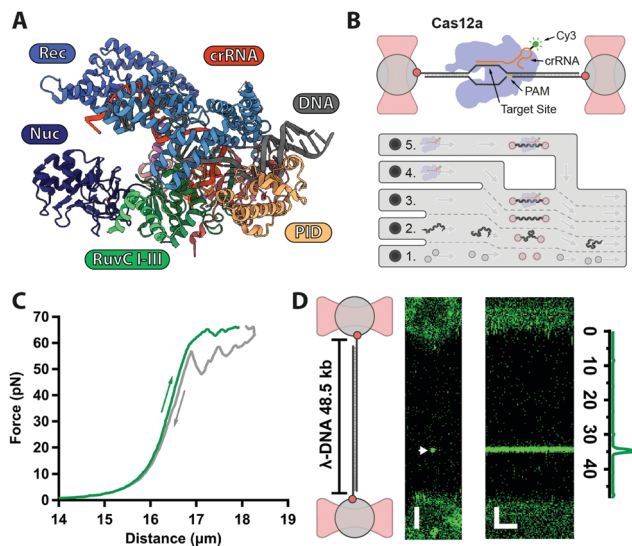 A
Rec
crRNA
DNA
Nuc
PID
RuvC I-III
B
Cas12a
Cy3
crRNA
PAM
Target Site
5.
4.
3.
2.
1.
C
Force (pN)
70
60
50
40
30
20
10
0
14
15
16
17
18
19
Distance (µm)
D
λ-DNA 48.5 kb
0
10
20
30
40